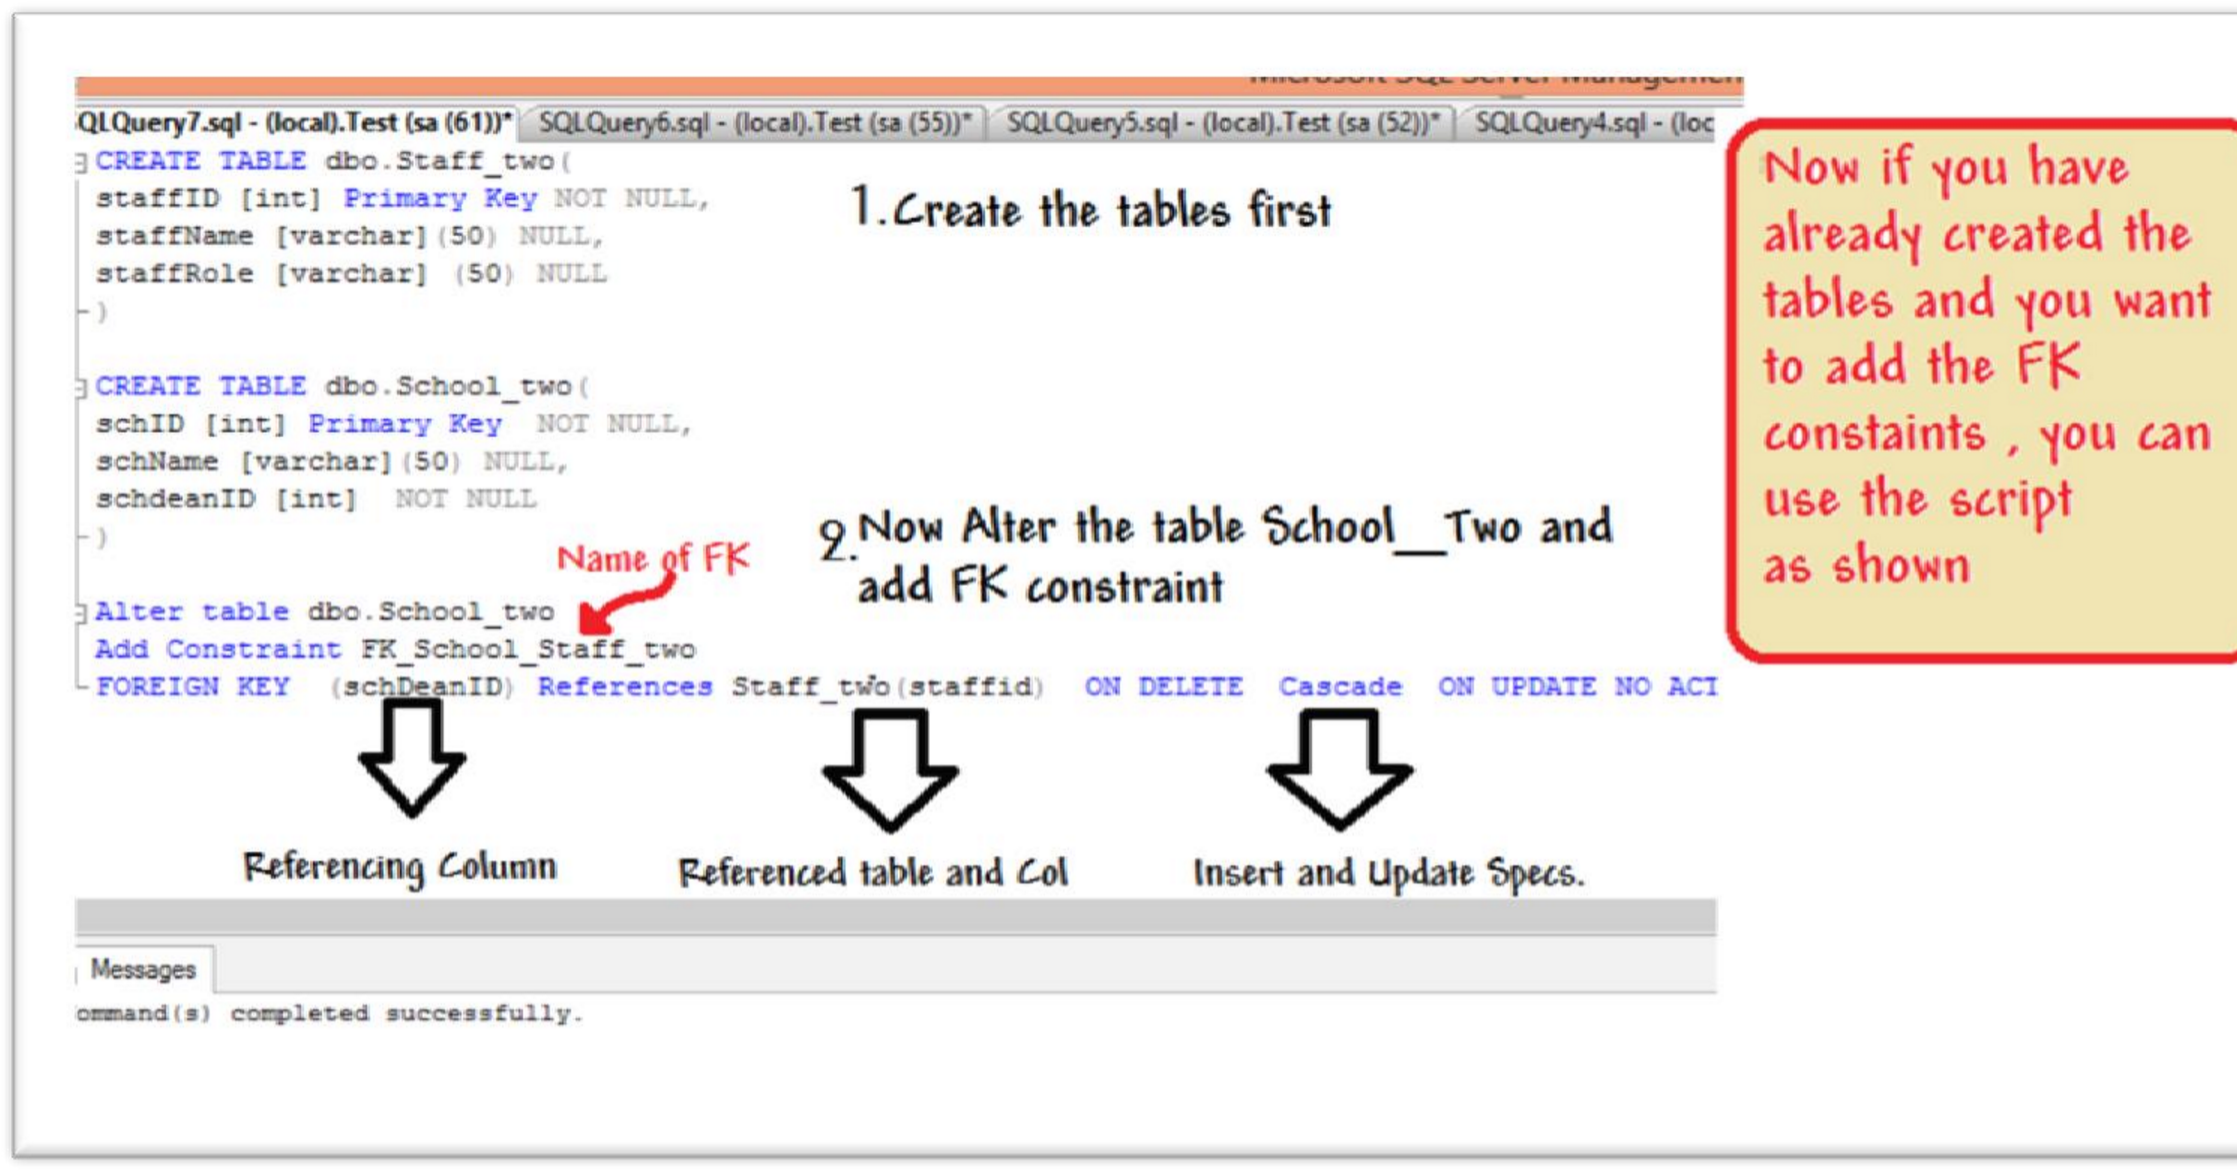 Microsoft SQL Server Managemen
QLQuery7.sql - (local).Test (sa (61))* SQLQuery6.sql - (local).Test (sa (55))* SQLQuery5.sql - (local).Test (sa (52))* SQLQuery4.sql - (loc
CREATE TABLE dbo.Staff_two(
staffID [int] Primary Key NOT NULL,
staffName [varchar](50) NULL,
staffRole [varchar] (50) NULL
)
1.Create the tables first
CREATE TABLE dbo.School_two(
schID [int] Primary Key NOT NULL,
schName [varchar](50) NULL,
schdeanID [int] NOT NULL
)
2.Now Alter the table School__Two and
add FK constraint
Name of FK
Alter table dbo.School_two
Add Constraint FK_School_Staff_two
FOREIGN KEY (schDeanID) References Staff_two(staffid) ON DELETE Cascade ON UPDATE NO ACT
Referencing Column
Referenced table and Col
Insert and Update Specs.
Messages
ommand(s) completed successfully.
Now if you have
already created the
tables and you want
to add the FK
constaints , you can
use the script
as shown